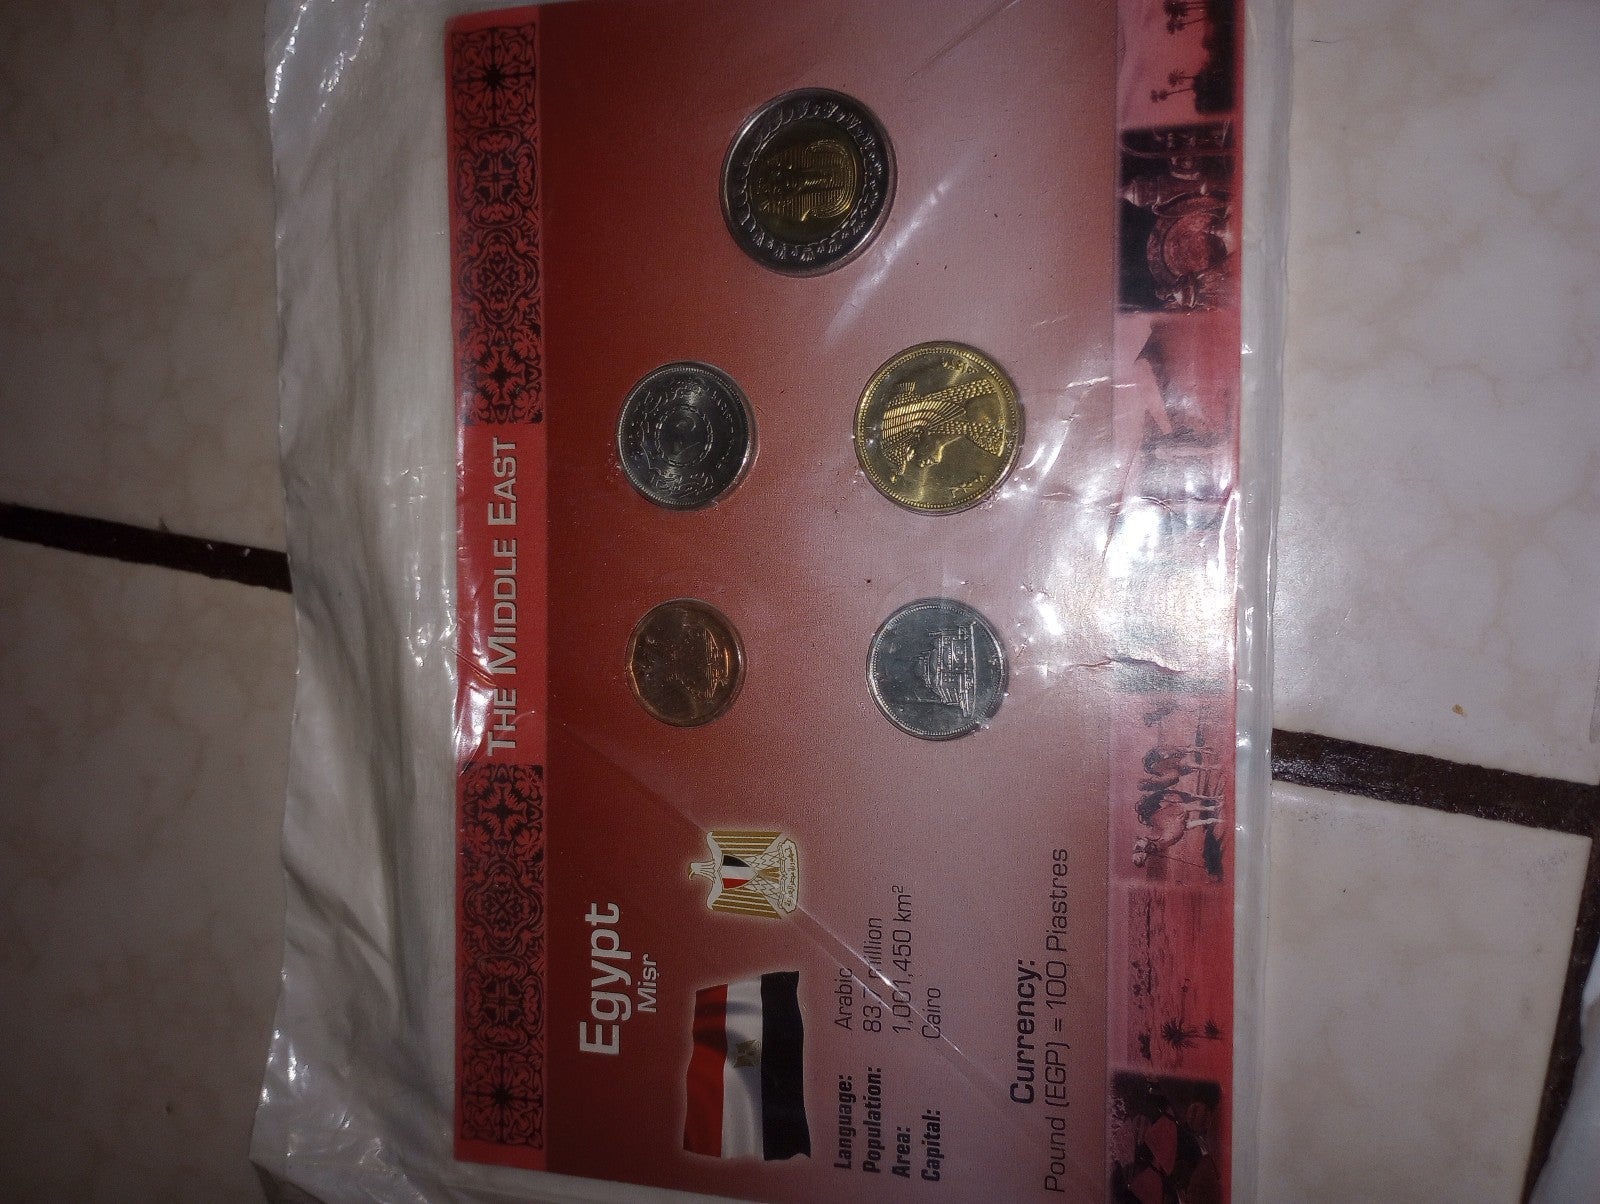 THE MIDDLE EAST
Egypt
Misr
Language: Arabic
Population: million
Area: 1,001,450 km²
Capital: Cairo
Currency:
Pound (EGP) = 100 Piastres